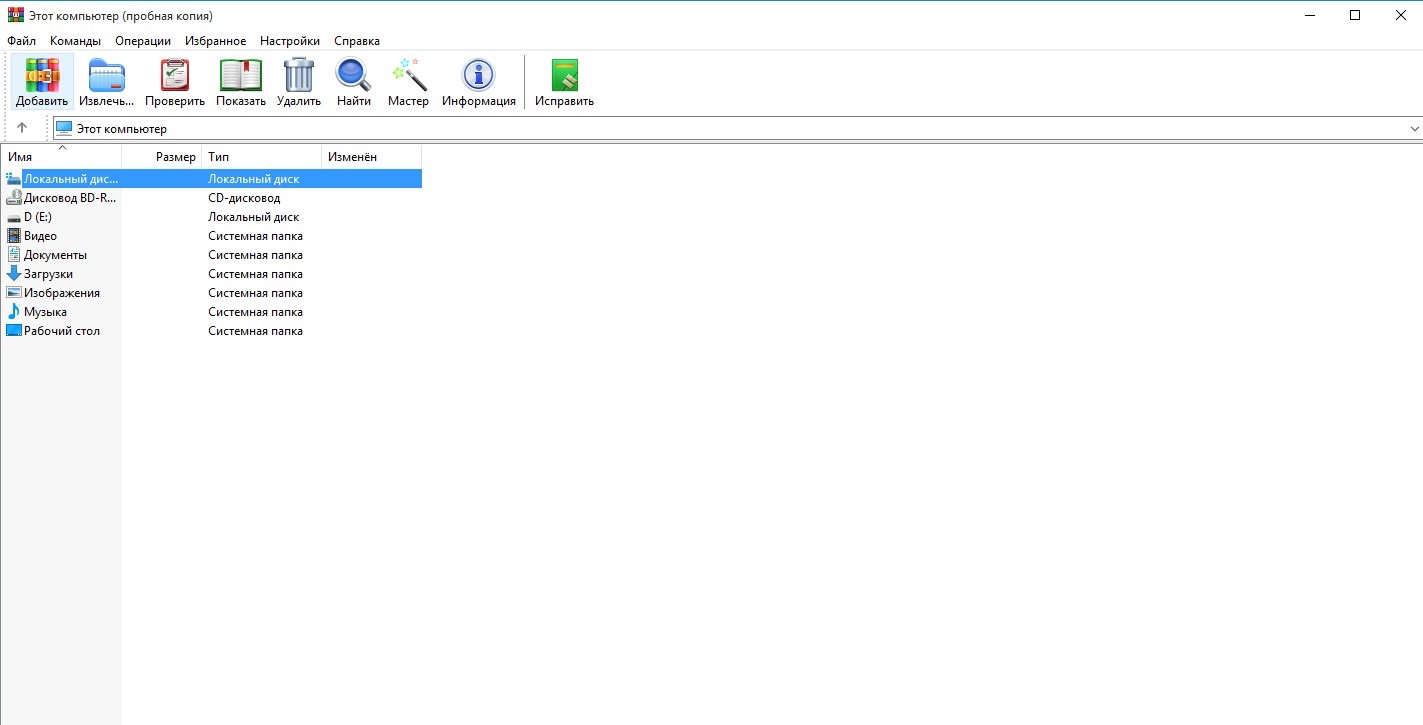 Этот компьютер (пробная копия)
Файл Команды Операции Избранное Настройки Справка
Добавить Извлечь... Проверить Показать Удалить Найти Мастер Информация Исправить
Этот компьютер
Имя Размер Тип Изменён
Локальный дис... Локальный диск
Дисковод BD-R... CD-дисковод
D (E:) Локальный диск
Видео Системная папка
Документы Системная папка
Загрузки Системная папка
Изображения Системная папка
Музыка Системная папка
Рабочий стол Системная папка